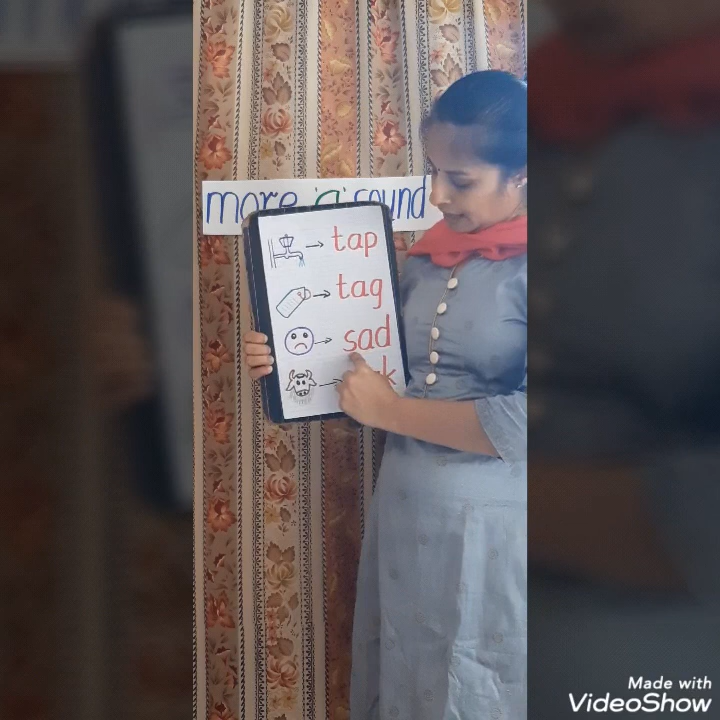 more 'a' sound
→ tap
→ tag
→ sad
Made with
VideoShow